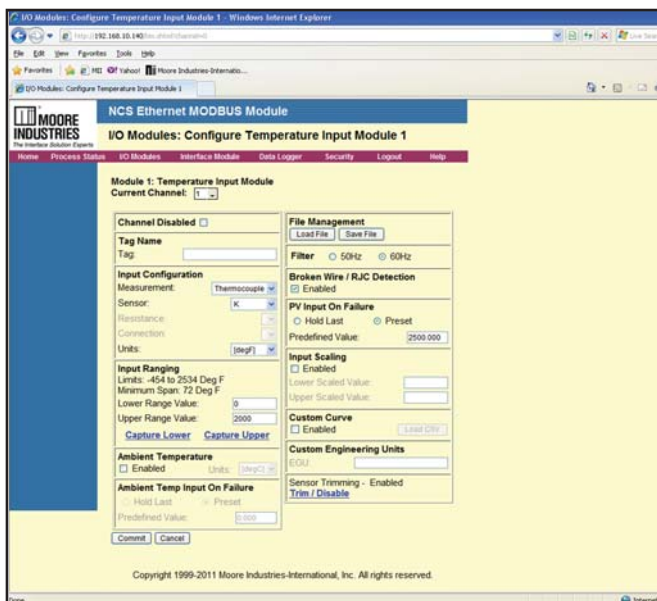 I/O Modules: Configure Temperature Input Module 1 - Windows Internet Explorer
http://192.168.10.140/
File Edit View Favorites Tools Help
Favorites MII Yahoo! Moore Industries-Internatio...
I/O Modules: Configure Temperature Input Module 1
MOORE INDUSTRIES
The Interface Solution Experts
NCS Ethernet MODBUS Module
I/O Modules: Configure Temperature Input Module 1
Home Process Status I/O Modules Interface Module Data Logger Security Logout Help
Module 1: Temperature Input Module
Current Channel: 1
Channel Disabled
Tag Name
Tag:
Input Configuration
Measurement: Thermocouple
Sensor: K
Resistance:
Connection:
Units: [degF]
Input Ranging
Limits: -454 to 2534 Deg F
Minimum Span: 72 Deg F
Lower Range Value: 0
Upper Range Value: 2000
Capture Lower Capture Upper
Ambient Temperature
Enabled Units: [degC]
Ambient Temp Input On Failure
Hold Last Preset
Predefined Value: 0.000
Commit Cancel
File Management
Load File Save File
Filter 50Hz 60Hz
Broken Wire / RJC Detection
Enabled
PV Input On Failure
Hold Last Preset
Predefined Value: 2500.000
Input Scaling
Enabled
Lower Scaled Value:
Upper Scaled Value:
Custom Curve
Enabled Load CSV
Custom Engineering Units
EGU:
Sensor Trimming - Enabled
Trim / Disable
Copyright 1999-2011 Moore Industries-International, Inc. All rights reserved.
Done
Internet